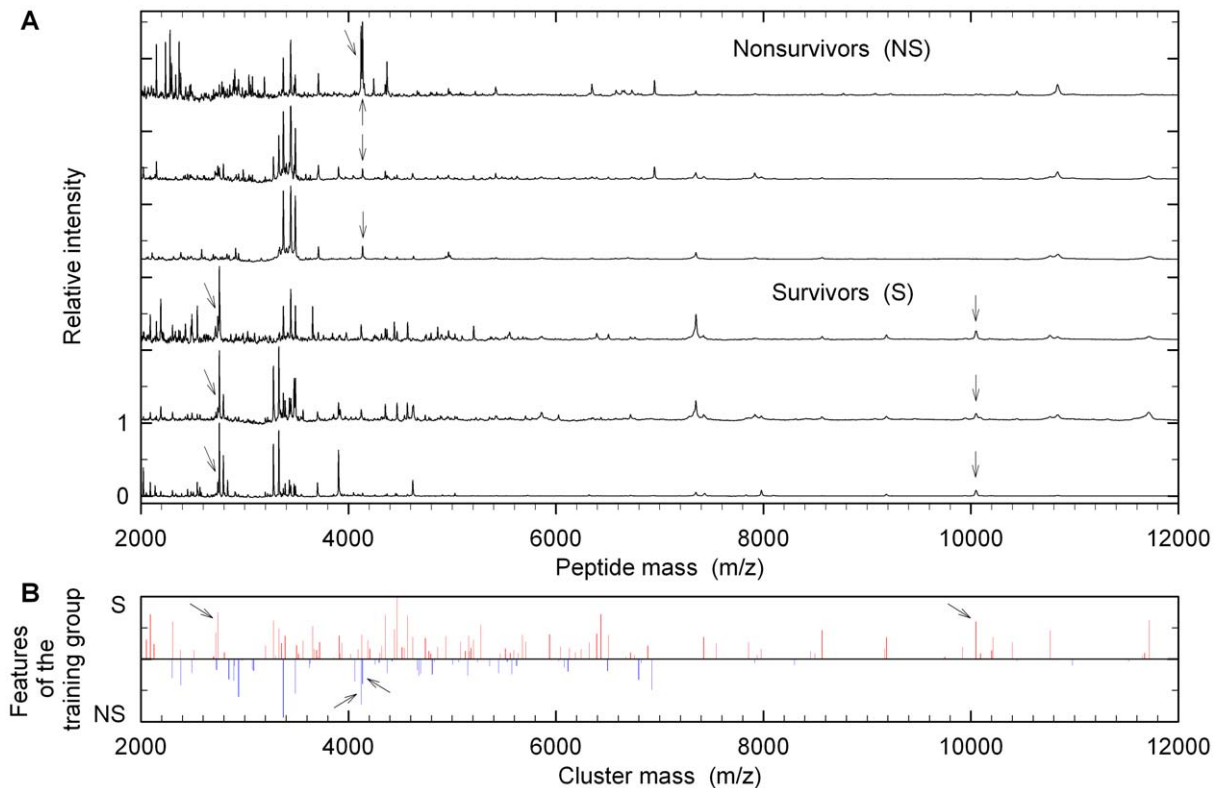 A
Nonsurvivors (NS)
Survivors (S)
Relative intensity
1
0
2000 4000 6000 8000 10000 12000
Peptide mass (m/z)
B
S
NS
Features
of the
training group
2000 4000 6000 8000 10000 12000
Cluster mass (m/z)